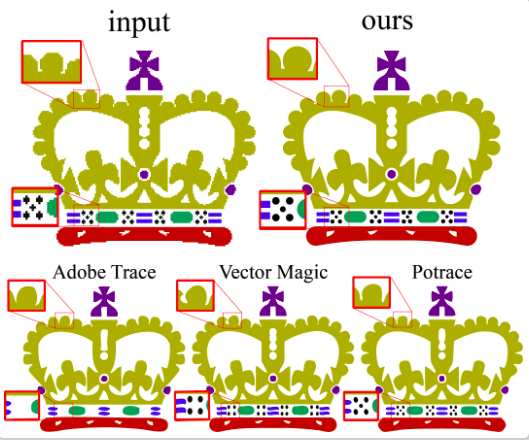 input
ours
Adobe Trace
Vector Magic
Potrace